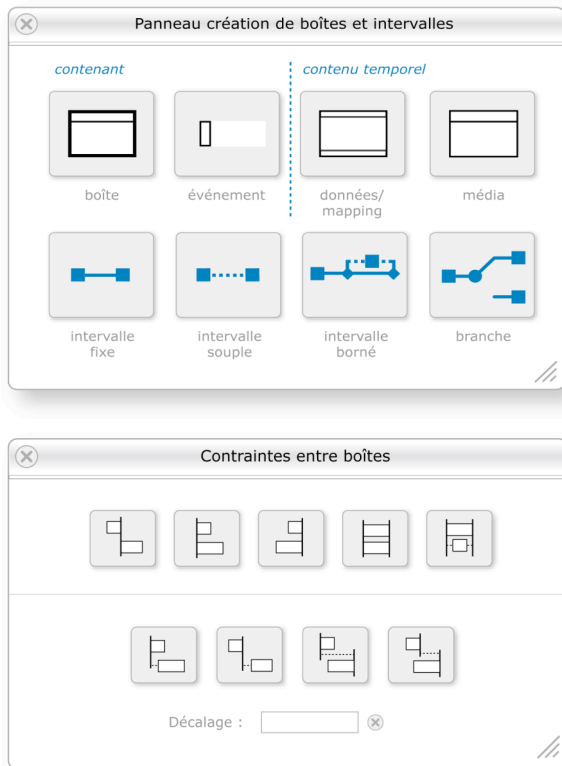 Panneau création de boîtes et intervalles
contenant
contenu temporel
boîte
événement
données/
mapping
média
intervalle
fixe
intervalle
souple
intervalle
borné
branche
Contraintes entre boîtes
Décalage :